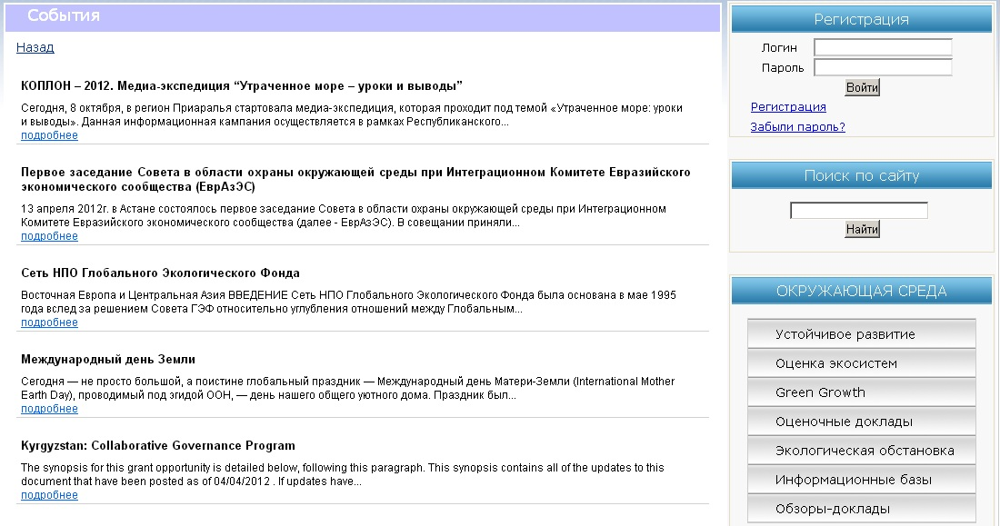 События
Назад
КОПЛОН – 2012. Медиа-экспедиция “Утраченное море – уроки и выводы”
Сегодня, 8 октября, в регион Приаралья стартовала медиа-экспедиция, которая проходит под темой «Утраченное море: уроки
и выводы». Данная информационная кампания осуществляется в рамках Республиканского...
подробнее
Первое заседание Совета в области охраны окружающей среды при Интеграционном Комитете Евразийского
экономического сообщества (ЕврАзЭС)
13 апреля 2012г. в Астане состоялось первое заседание Совета в области охраны окружающей среды при Интеграционном
Комитете Евразийского экономического сообщества (далее - ЕврАзЭС). В совещании приняли...
подробнее
Сеть НПО Глобального Экологического Фонда
Восточная Европа и Центральная Азия ВВЕДЕНИЕ Сеть НПО Глобального Экологического Фонда была основана в мае 1995
года вслед за решением Совета ГЭФ относительно углубления отношений между Глобальным...
подробнее
Международный день Земли
Сегодня — не просто большой, а поистине глобальный праздник — Международный день Матери-Земли (International Mother
Earth Day), проводимый под эгидой ООН, — день нашего общего уютного дома. Праздник был...
подробнее
Kyrgyzstan: Collaborative Governance Program
The synopsis for this grant opportunity is detailed below, following this paragraph. This synopsis contains all of the updates to this
document that have been posted as of 04/04/2012 . If updates have...
подробнее
Регистрация
Логин
Пароль
Войти
Регистрация
Забыли пароль?
Поиск по сайту
Найти
ОКРУЖАЮЩАЯ СРЕДА
Устойчивое развитие
Оценка экосистем
Green Growth
Оценочные доклады
Экологическая обстановка
Информационные базы
Обзоры-доклады